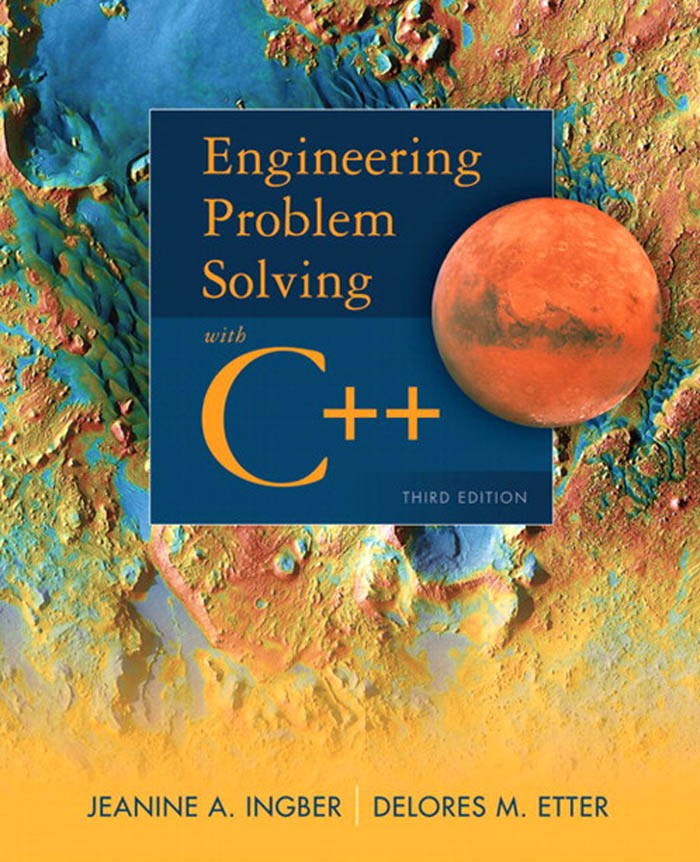 Engineering
Problem
Solving
with
C++
THIRD EDITION
JEANINE A. INGBER | DELORES M. ETTER